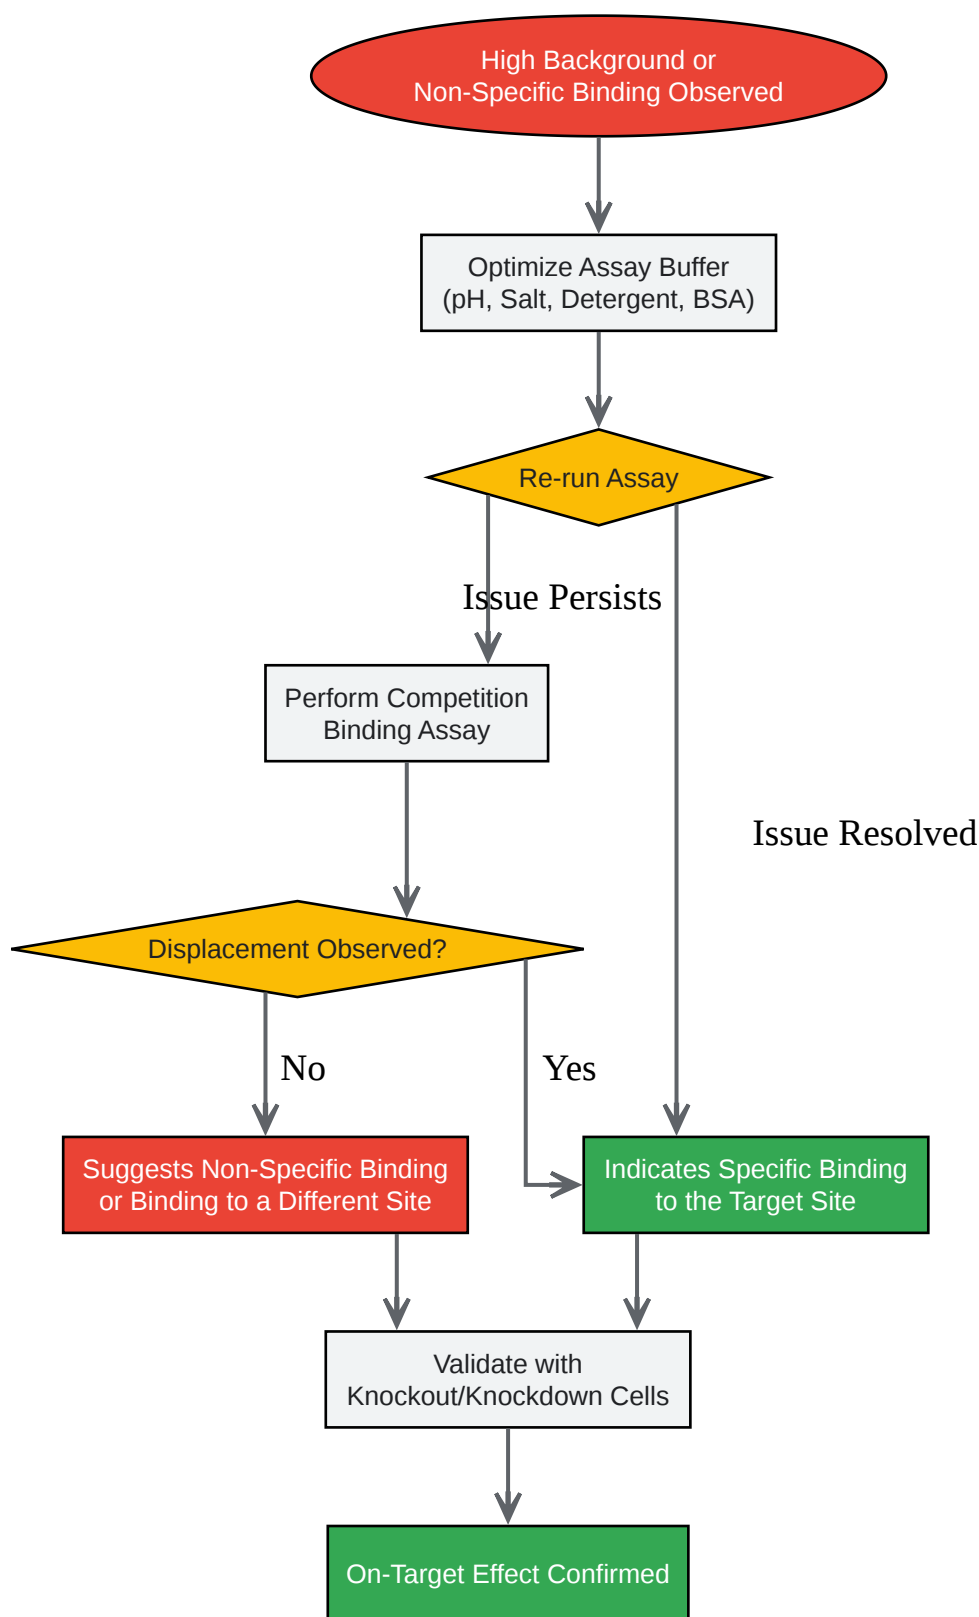 High Background or
Non-Specific Binding Observed
Optimize Assay Buffer
(pH, Salt, Detergent, BSA)
Re-run Assay
Issue Persists
Perform Competition
Binding Assay
Issue Resolved
Displacement Observed?
No
Yes
Suggests Non-Specific Binding
or Binding to a Different Site
Indicates Specific Binding
to the Target Site
Validate with
Knockout/Knockdown Cells
On-Target Effect Confirmed